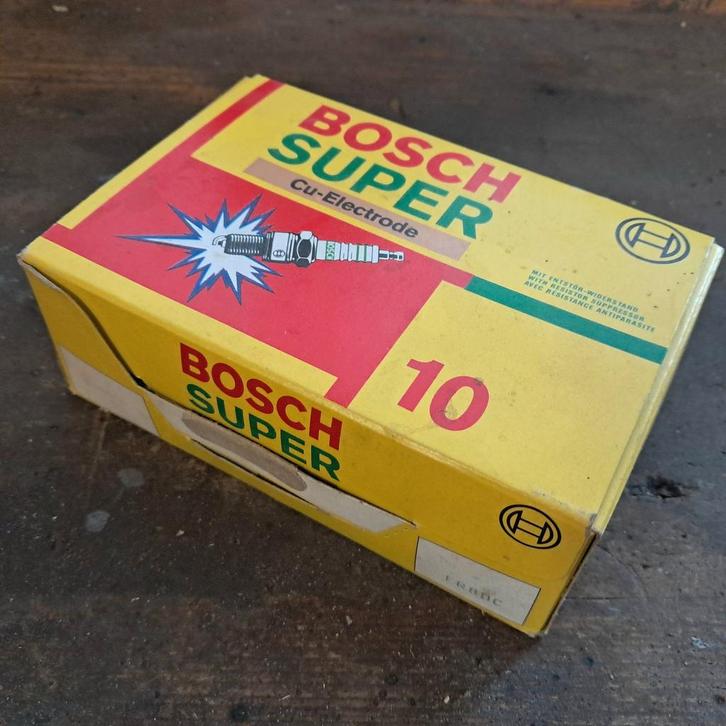 BOSCH
SUPER
Cu-Electrode
MIT ENTSTÖR-WIDERSTAND
WITH RESISTOR SUPPRESSOR
AVEC RÉSISTANCE ANTIPARASITE
10
BOSCH
SUPER